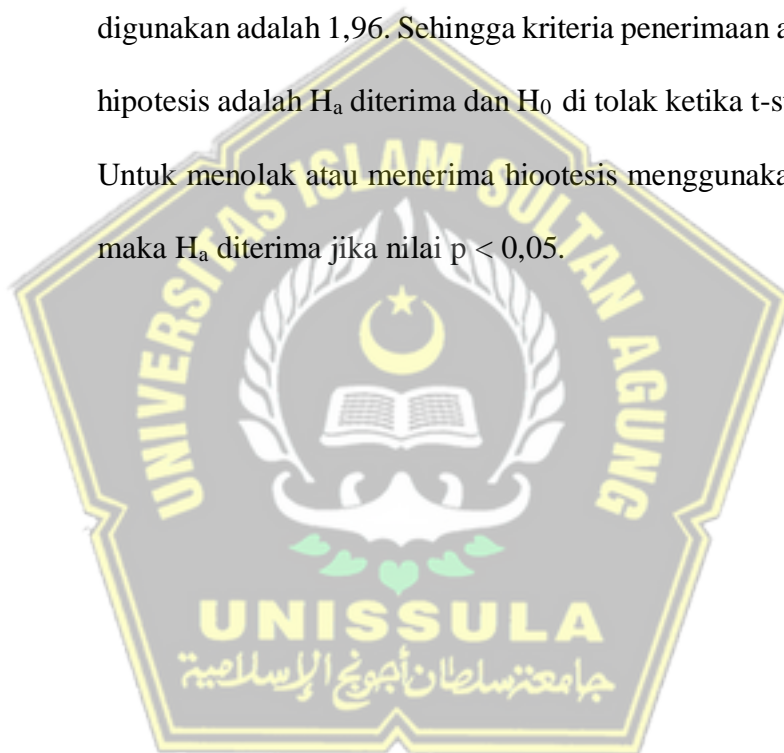 digunakan adalah 1,96. Sehingga kriteria penerimaan a
hipotesis adalah Hₐ diterima dan H₀ di tolak ketika t-s
Untuk menolak atau menerima hiootesis menggunaka
maka Hₐ diterima jika nilai p < 0,05.
UNIVERSITAS ISLAM SULTAN AGUNG
UNISSULA
جامعة سلطان أجونج الإسلامية